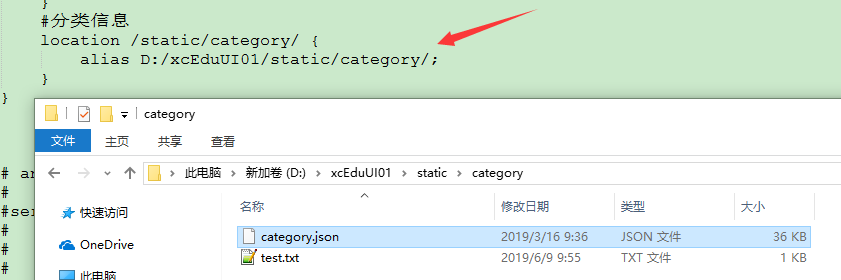 }
#分类信息
location /static/category/ {
alias D:/xcEduUI01/static/category/;
}
}
category
文件 主页 共享 查看
此电脑 新加卷 (D:) xcEduUI01 static category
# an
#
#ser
#
#
#
名称 修改日期 类型 大小
快速访问
category.json 2019/3/16 9:36 JSON 文件 36 KB
OneDrive
test.txt 2019/6/9 9:55 TXT 文件 1 KB
此电脑